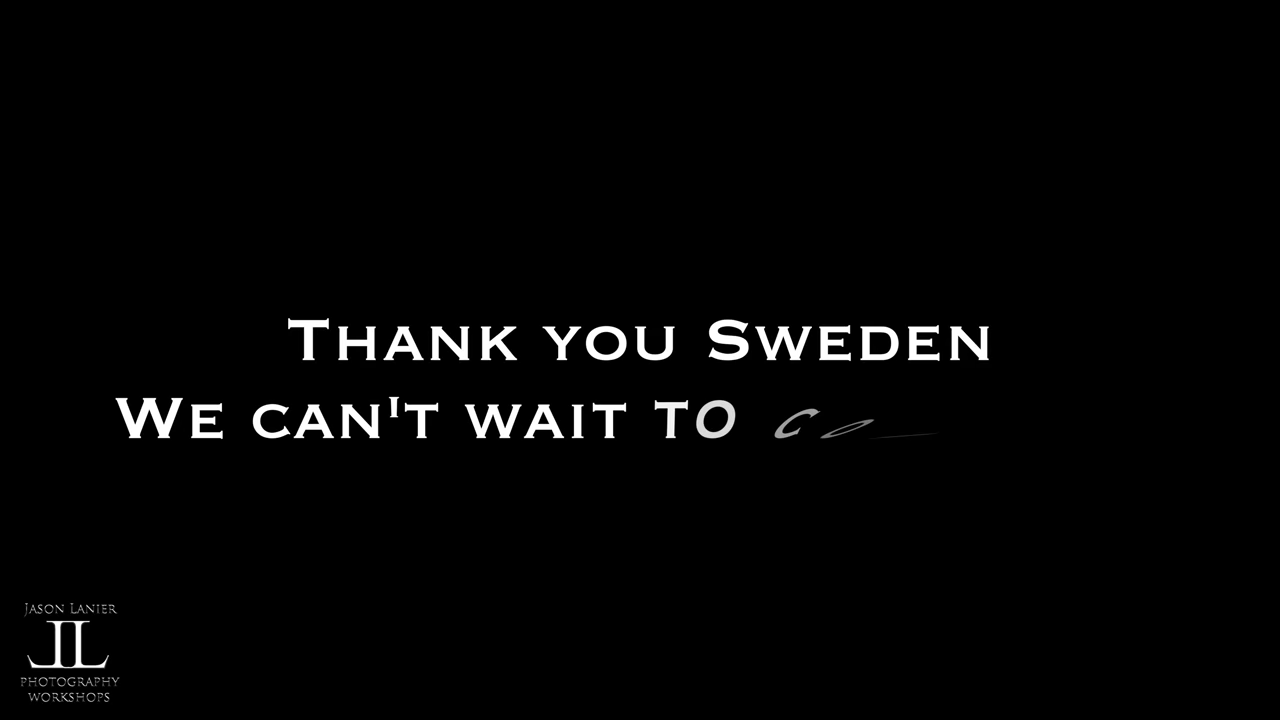 Thank you Sweden
We can't wait to
Jason Lanier
JL
Photography
Workshops